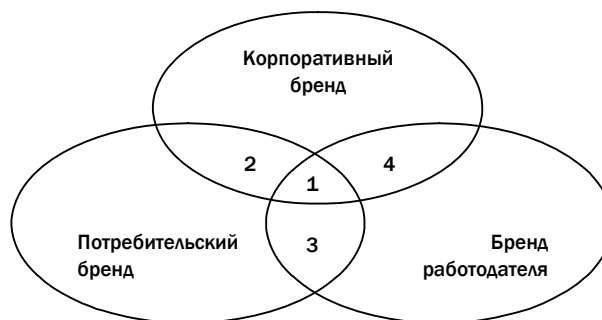 Корпоративный
бренд
2
4
1
Потребительский
бренд
3
Бренд
работодателя